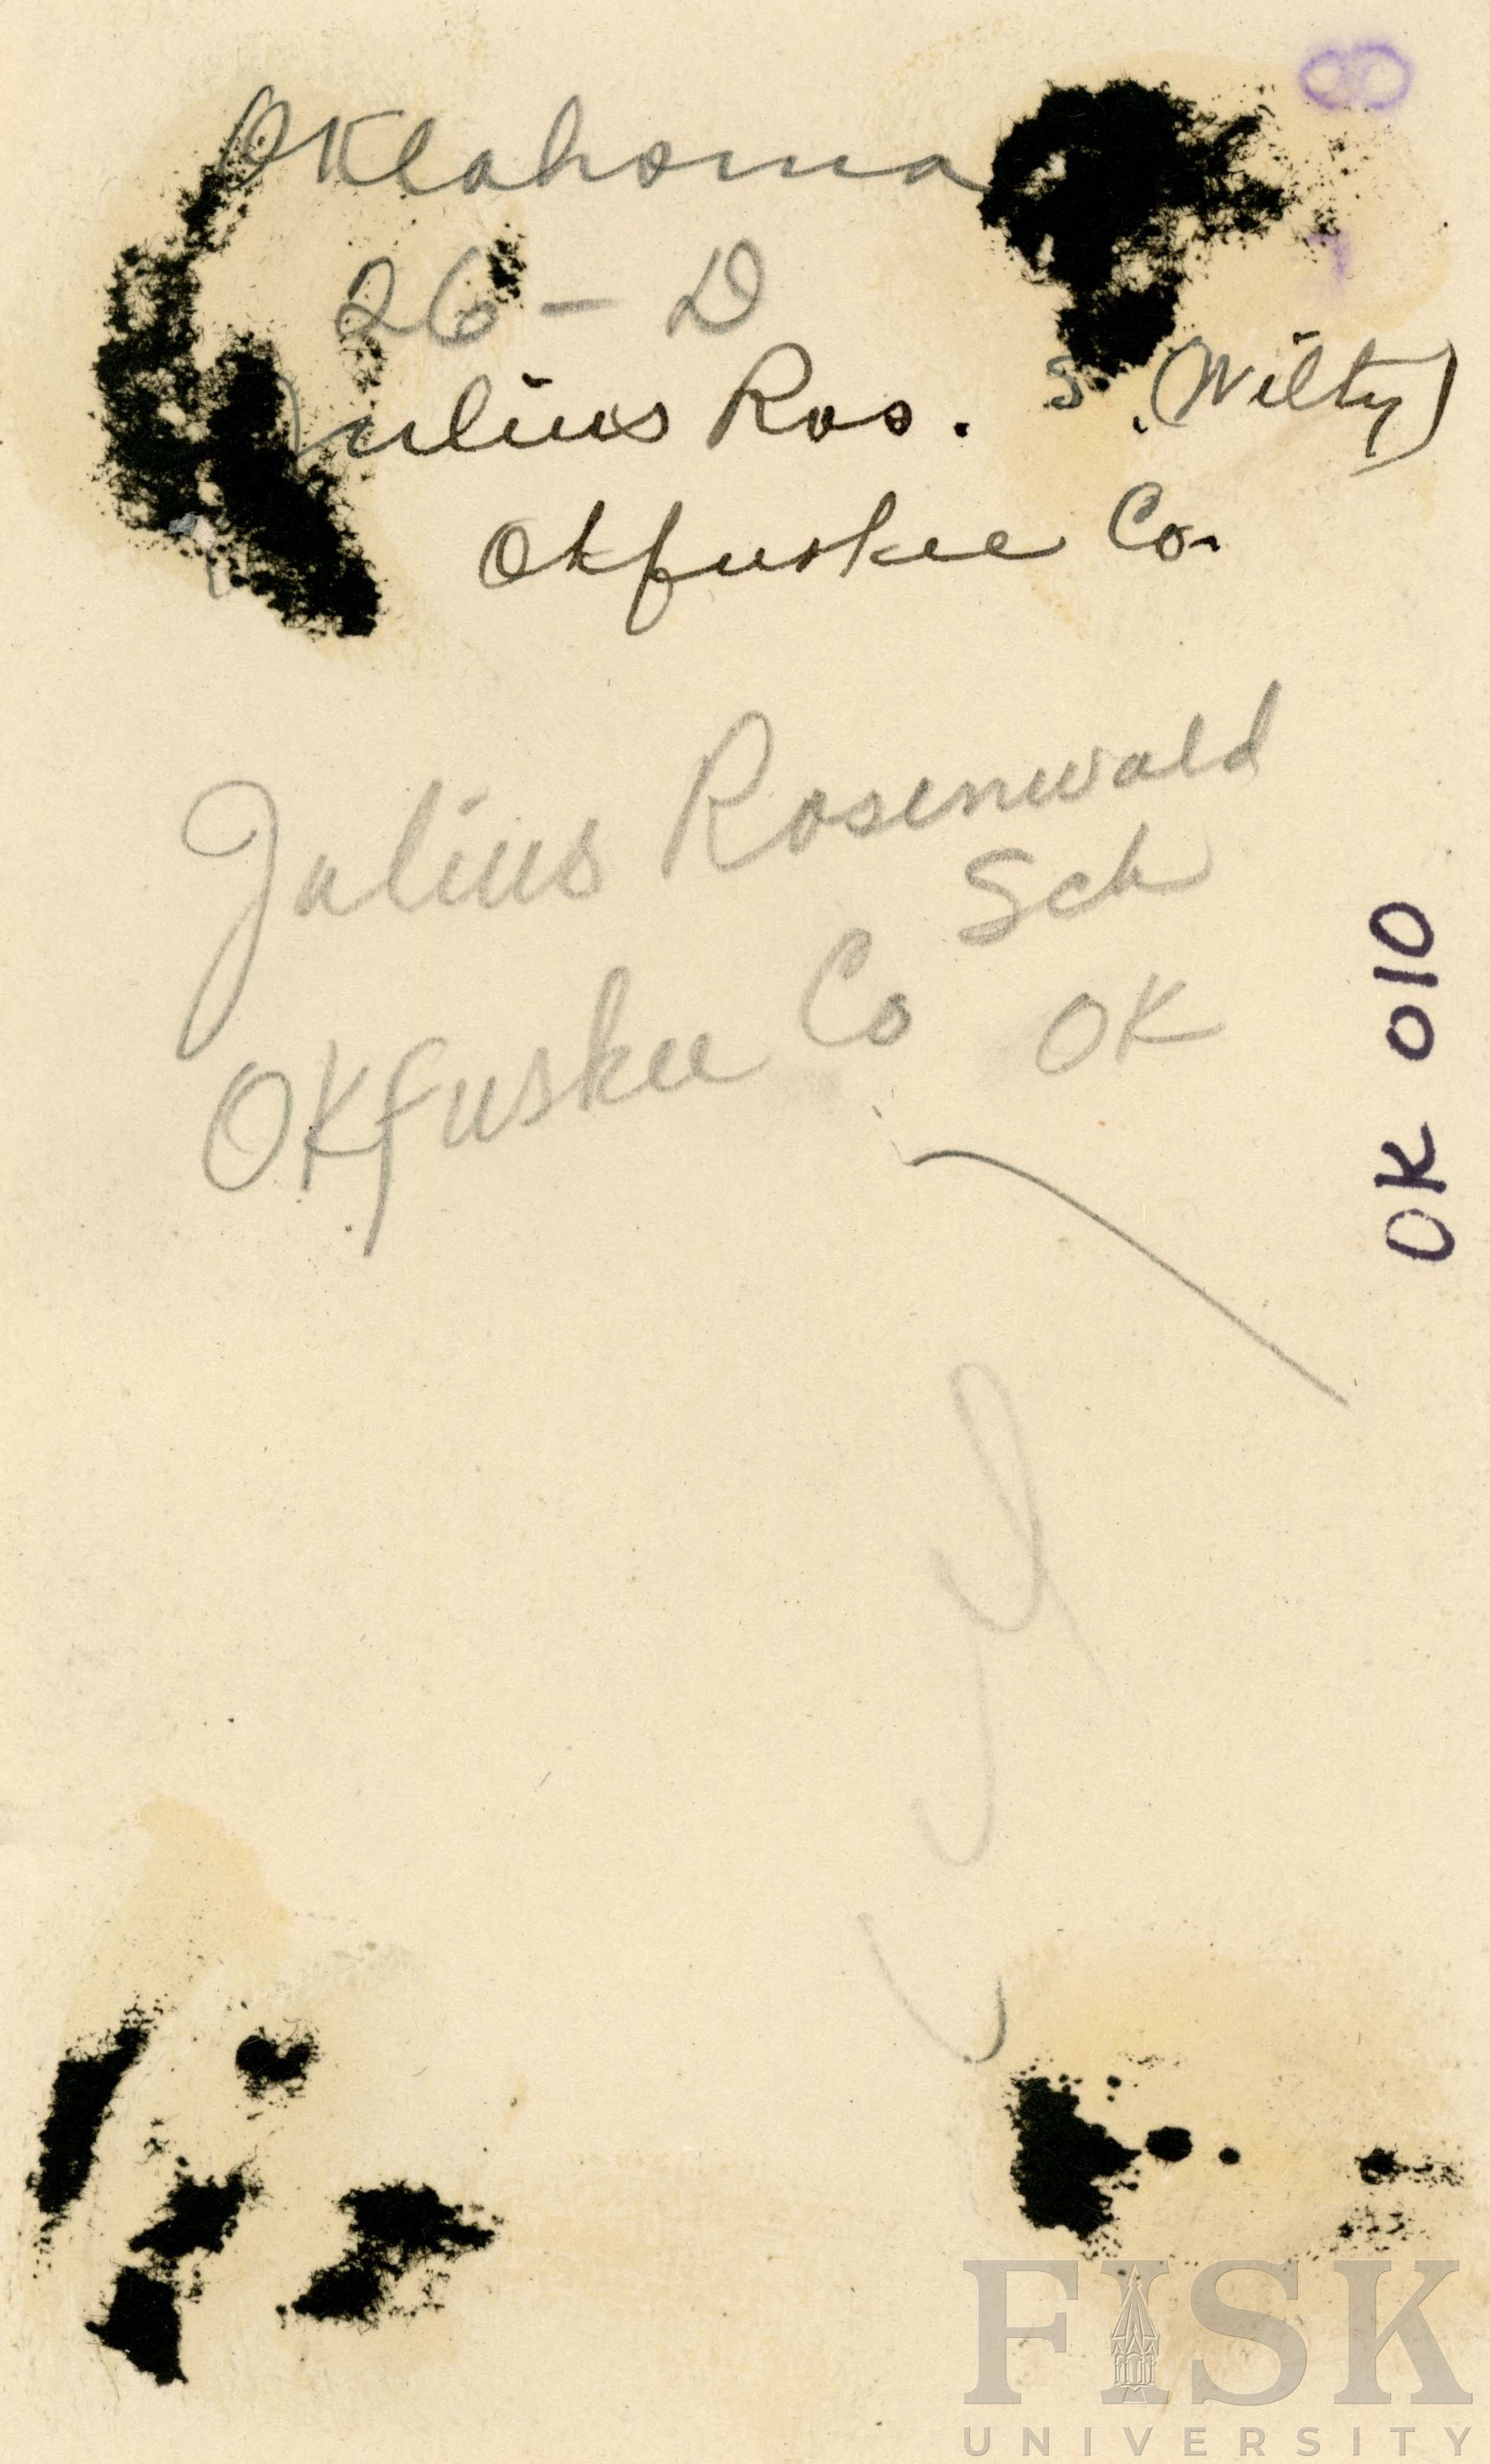 Oklahoma
26 - D
Julius Ros. S. (Wilty)
Okfuskee Co.
Julius Rosenwald
Sch
Okfuskee Co OK
OK 010
FISK
UNIVERSITY